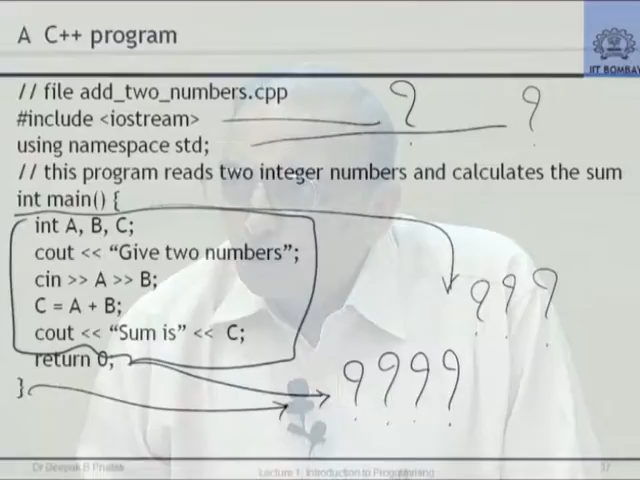 A C++ program
IIT BOMBAY
// file add_two_numbers.cpp
#include <iostream>
? ?
using namespace std;
// this program reads two integer numbers and calculates the sum
int main() {
int A, B, C;
cout << “Give two numbers”;
cin >> A >> B;
? ? ?
C = A + B;
cout << “Sum is” << C;
return 0;
? ? ? ?
}
Dr Deepak B Phatak
Lecture 1: Introduction to Programming
37